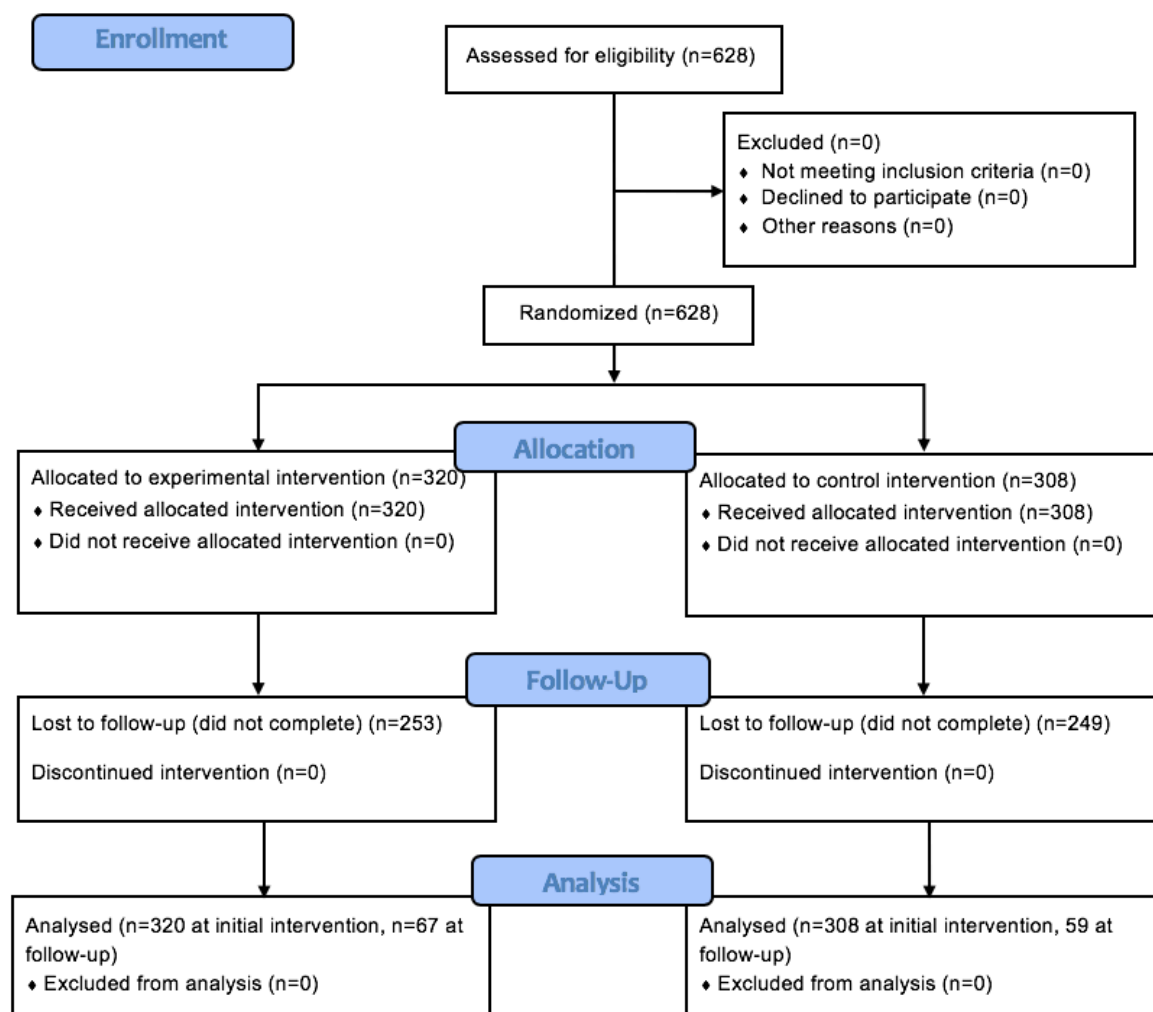 Enrollment
Assessed for eligibility (n=628)
Excluded (n=0)
♦ Not meeting inclusion criteria (n=0)
♦ Declined to participate (n=0)
♦ Other reasons (n=0)
Randomized (n=628)
Allocation
Allocated to experimental intervention (n=320)
♦ Received allocated intervention (n=320)
♦ Did not receive allocated intervention (n=0)
Allocated to control intervention (n=308)
♦ Received allocated intervention (n=308)
♦ Did not receive allocated intervention (n=0)
Follow-Up
Lost to follow-up (did not complete) (n=253)
Discontinued intervention (n=0)
Lost to follow-up (did not complete) (n=249)
Discontinued intervention (n=0)
Analysis
Analysed (n=320 at initial intervention, n=67 at
follow-up)
♦ Excluded from analysis (n=0)
Analysed (n=308 at initial intervention, 59 at
follow-up)
♦ Excluded from analysis (n=0)